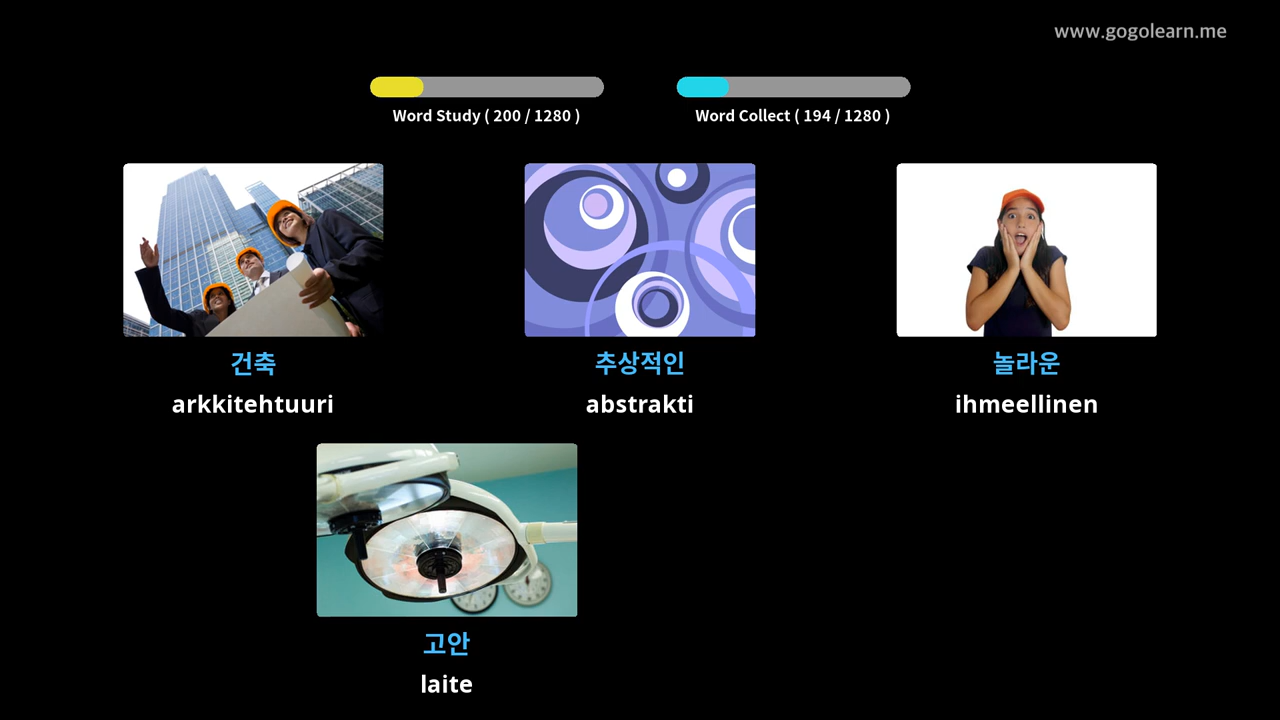 www.gogolearn.me
Word Study ( 200 / 1280 )
Word Collect ( 194 / 1280 )
건축
추상적인
놀라운
arkkitehtuuri
abstrakti
ihmeellinen
고안
laite